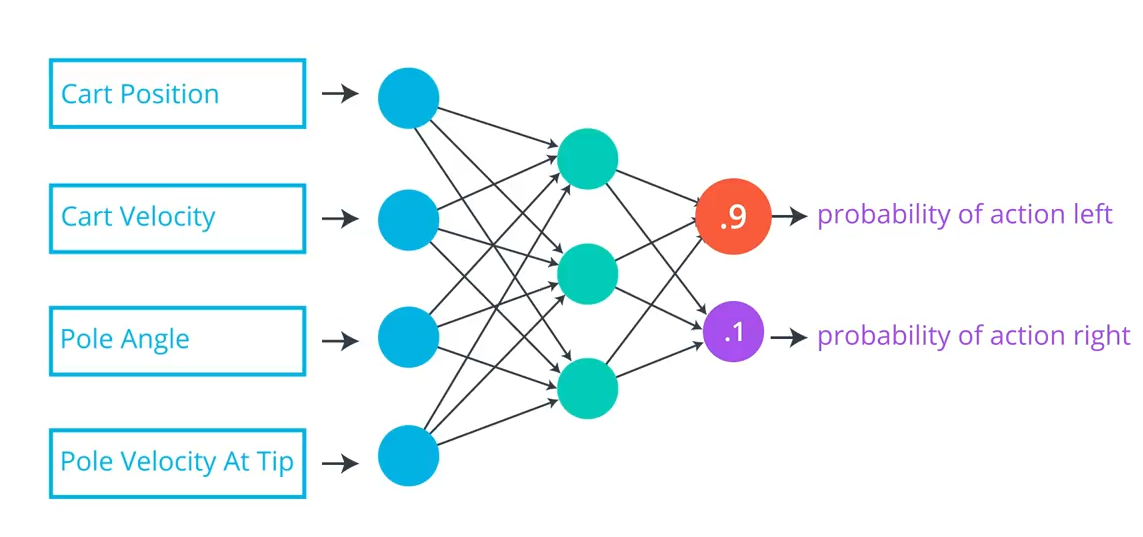 Cart Position
Cart Velocity
Pole Angle
Pole Velocity At Tip
.9
probability of action left
.1
probability of action right